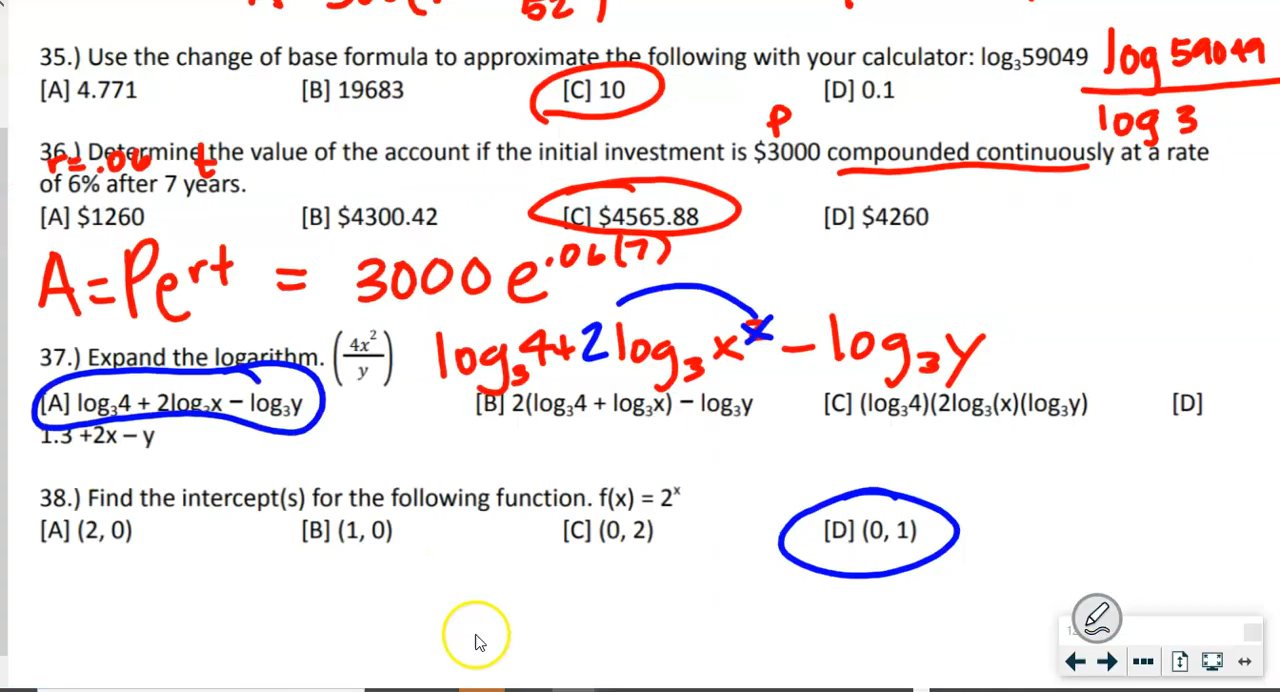 52
35.) Use the change of base formula to approximate the following with your calculator: log₃59049
log 59049
log 3
[A] 4.771 [B] 19683 [C] 10 [D] 0.1
P
36.) Determine the value of the account if the initial investment is $3000 compounded continuously at a rate
r=.06 t
of 6% after 7 years.
[A] $1260 [B] $4300.42 [C] $4565.88 [D] $4260
A=Pe^rt = 3000e^.06(7)
37.) Expand the logarithm. (4x²/y) log₃4+2log₃x - log₃y
[A] log₃4 + 2log₃x − log₃y [B] 2(log₃4 + log₃x) − log₃y [C] (log₃4)(2log₃(x)(log₃y) [D]
1.3 +2x − y
38.) Find the intercept(s) for the following function. f(x) = 2ˣ
[A] (2, 0) [B] (1, 0) [C] (0, 2) [D] (0, 1)